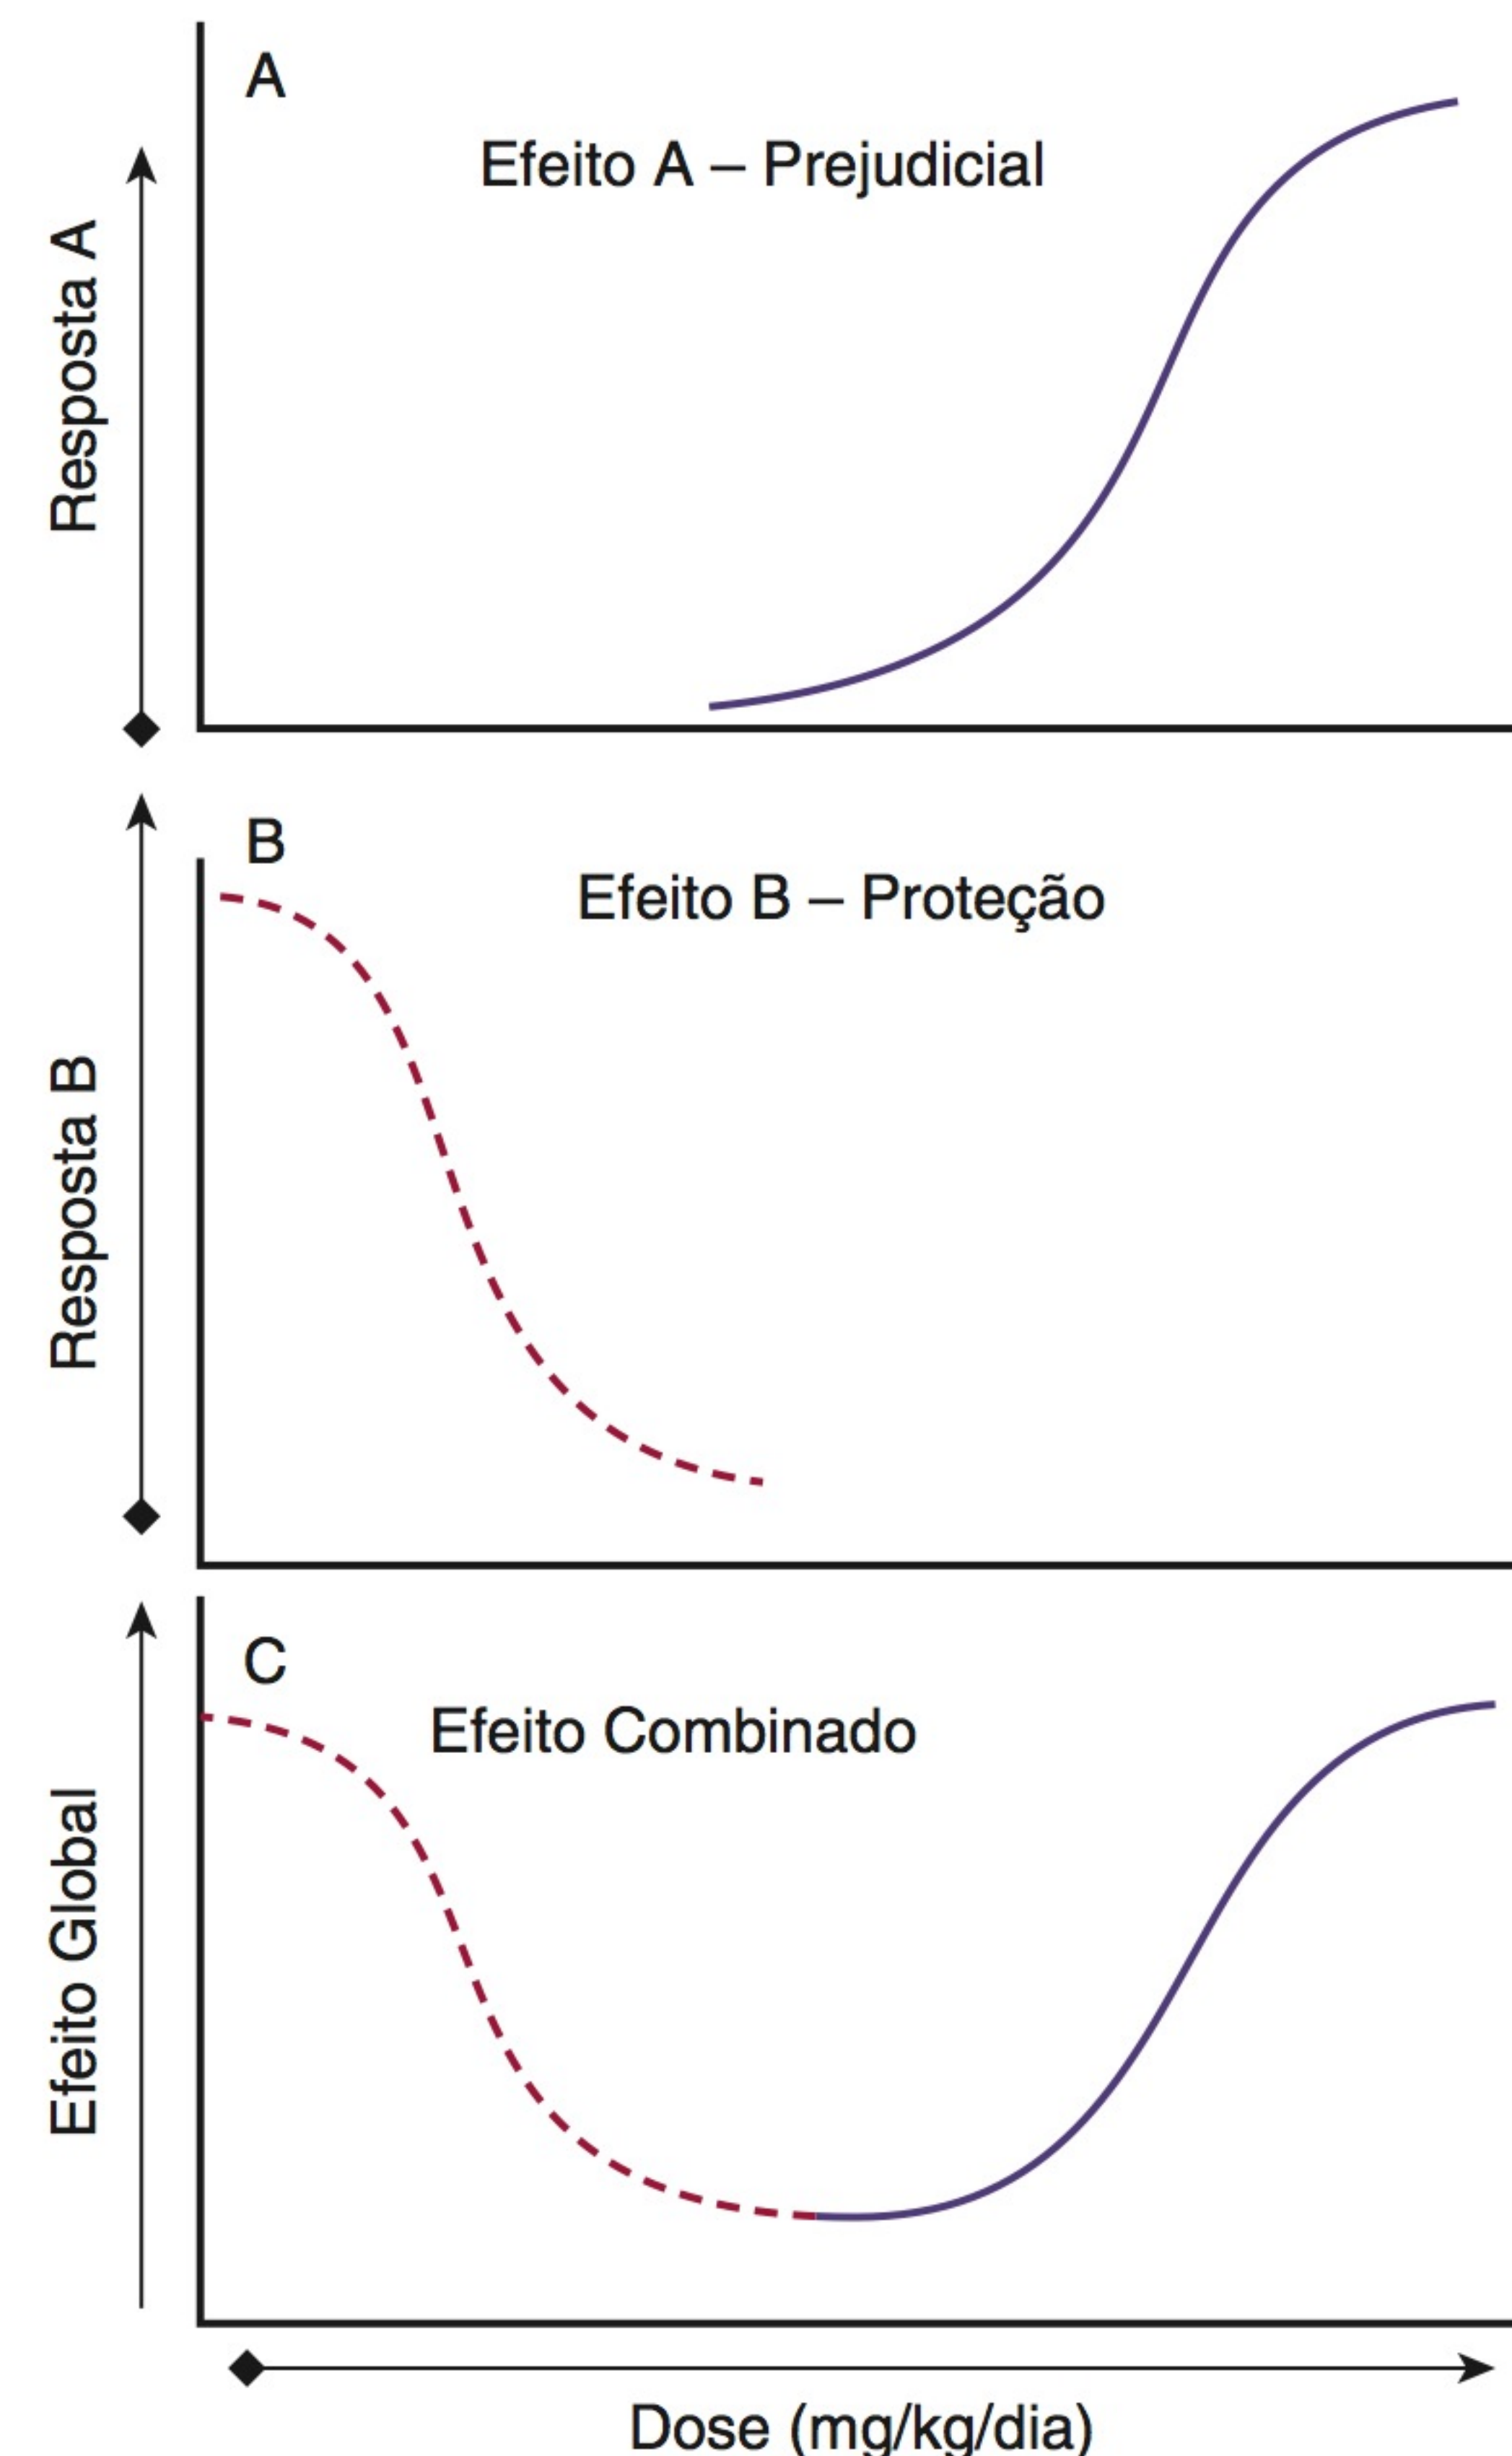 A
Efeito A – Prejudicial
Resposta A
B
Efeito B – Proteção
Resposta B
C
Efeito Combinado
Efeito Global
Dose (mg/kg/dia)